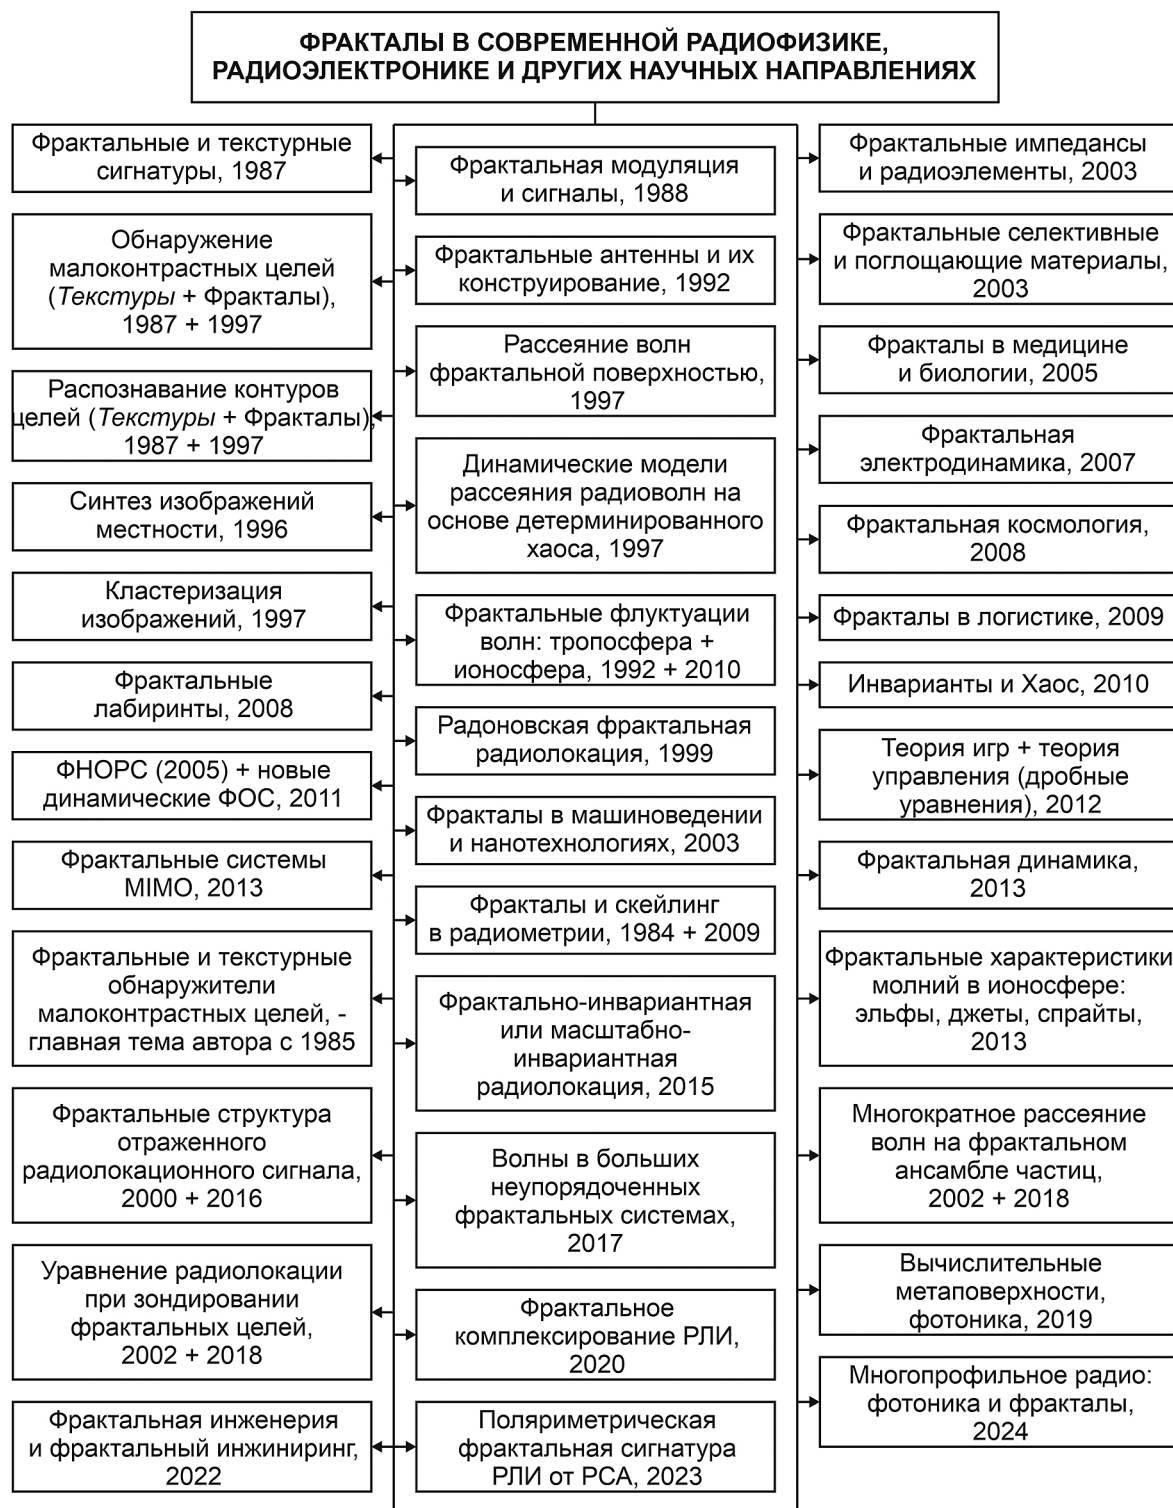 ФРАКТАЛЫ В СОВРЕМЕННОЙ РАДИОФИЗИКЕ,
РАДИОЭЛЕКТРОНИКЕ И ДРУГИХ НАУЧНЫХ НАПРАВЛЕНИЯХ
Фрактальные и текстурные
сигнатуры, 1987
Обнаружение
малоконтрастных целей
(Текстуры + Фракталы),
1987 + 1997
Распознавание контуров
целей (Текстуры + Фракталы),
1987 + 1997
Синтез изображений
местности, 1996
Кластеризация
изображений, 1997
Фрактальные
лабиринты, 2008
ФНОРС (2005) + новые
динамические ФОС, 2011
Фрактальные системы
MIMO, 2013
Фрактальные и текстурные
обнаружители
малоконтрастных целей, -
главная тема автора с 1985
Фрактальные структура
отраженного
радиолокационного сигнала,
2000 + 2016
Уравнение радиолокации
при зондировании
фрактальных целей,
2002 + 2018
Фрактальная инженерия
и фрактальный инжиниринг,
2022
Фрактальная модуляция
и сигналы, 1988
Фрактальные антенны и их
конструирование, 1992
Рассеяние волн
фрактальной поверхностью,
1997
Динамические модели
рассеяния радиоволн на
основе детерминированного
хаоса, 1997
Фрактальные флуктуации
волн: тропосфера +
ионосфера, 1992 + 2010
Радоновская фрактальная
радиолокация, 1999
Фракталы в машиноведении
и нанотехнологиях, 2003
Фракталы и скейлинг
в радиометрии, 1984 + 2009
Фрактально-инвариантная
или масштабно-
инвариантная
радиолокация, 2015
Волны в больших
неупорядоченных
фрактальных системах,
2017
Фрактальное
комплексирование РЛИ,
2020
Поляриметрическая
фрактальная сигнатура
РЛИ от РСА, 2023
Фрактальные импедансы
и радиоэлементы, 2003
Фрактальные селективные
и поглощающие материалы,
2003
Фракталы в медицине
и биологии, 2005
Фрактальная
электродинамика, 2007
Фрактальная космология,
2008
Фракталы в логистике, 2009
Инварианты и Хаос, 2010
Теория игр + теория
управления (дробные
уравнения), 2012
Фрактальная динамика,
2013
Фрактальные характеристики
молний в ионосфере:
эльфы, джеты, спрайты,
2013
Многократное рассеяние
волн на фрактальном
ансамбле частиц,
2002 + 2018
Вычислительные
метаповерхности,
фотоника, 2019
Многопрофильное радио:
фотоника и фракталы,
2024